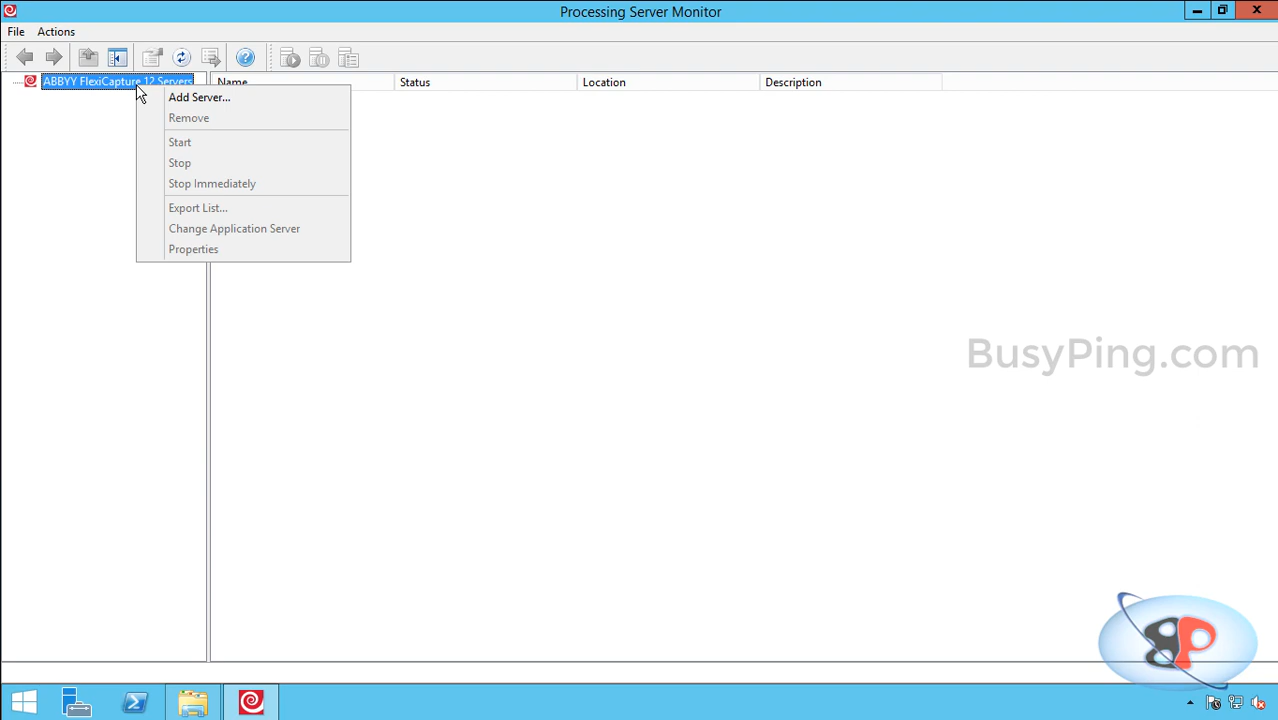 Processing Server Monitor
File Actions
ABBYY FlexiCapture 12 Servers
Name Status Location Description
Add Server...
Remove
Start
Stop
Stop Immediately
Export List...
Change Application Server
Properties
BusyPing.com